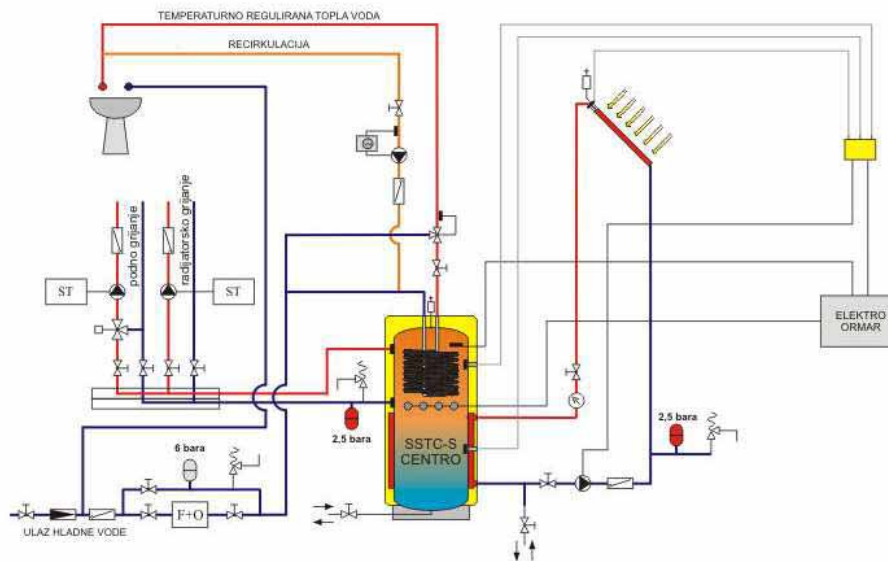 TEMPERATURNO REGULIRANA TOPLA VODA
RECIRKULACIJA
podno grijanje
radijatorsko grijanje
ST
ST
ELEKTRO
ORMAR
2,5 bara
2,5 bara
SSTC-S
CENTRO
6 bara
F+O
ULAZ HLADNE VODE